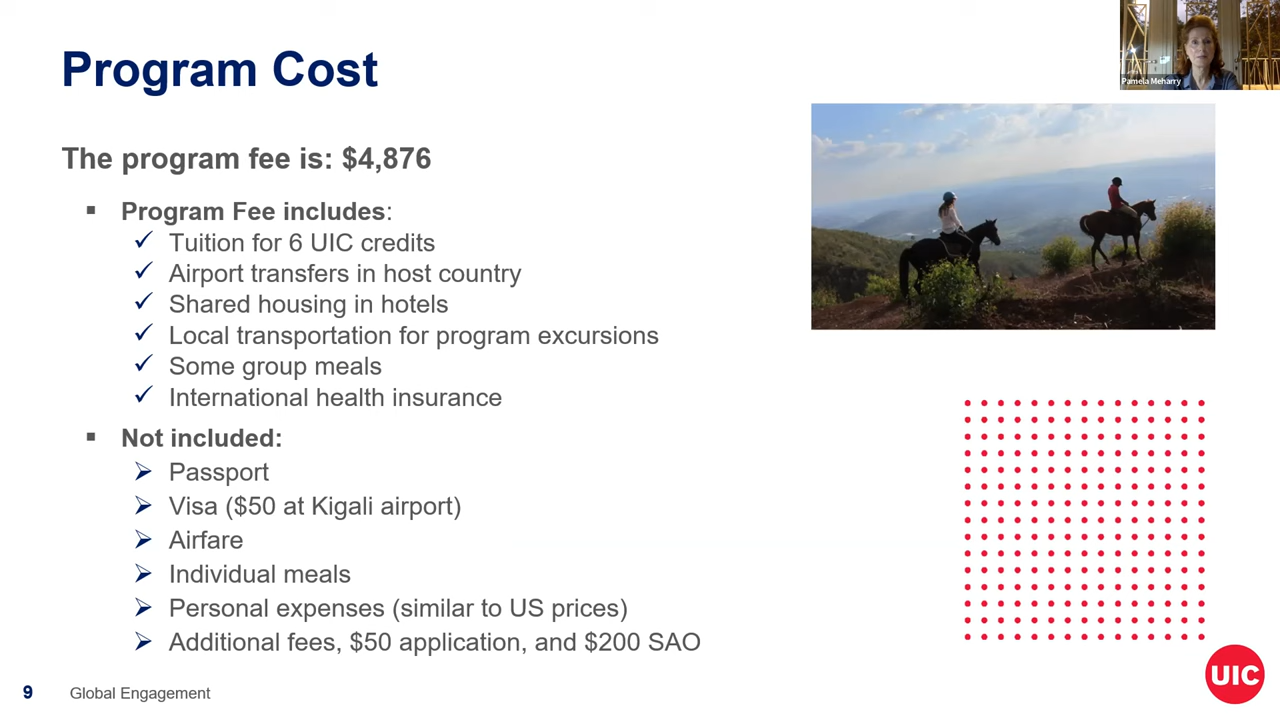 Program Cost
Pamela Meharry
The program fee is: $4,876
Program Fee includes:
Tuition for 6 UIC credits
Airport transfers in host country
Shared housing in hotels
Local transportation for program excursions
Some group meals
International health insurance
Not included:
Passport
Visa ($50 at Kigali airport)
Airfare
Individual meals
Personal expenses (similar to US prices)
Additional fees, $50 application, and $200 SAO
9 Global Engagement
UIC